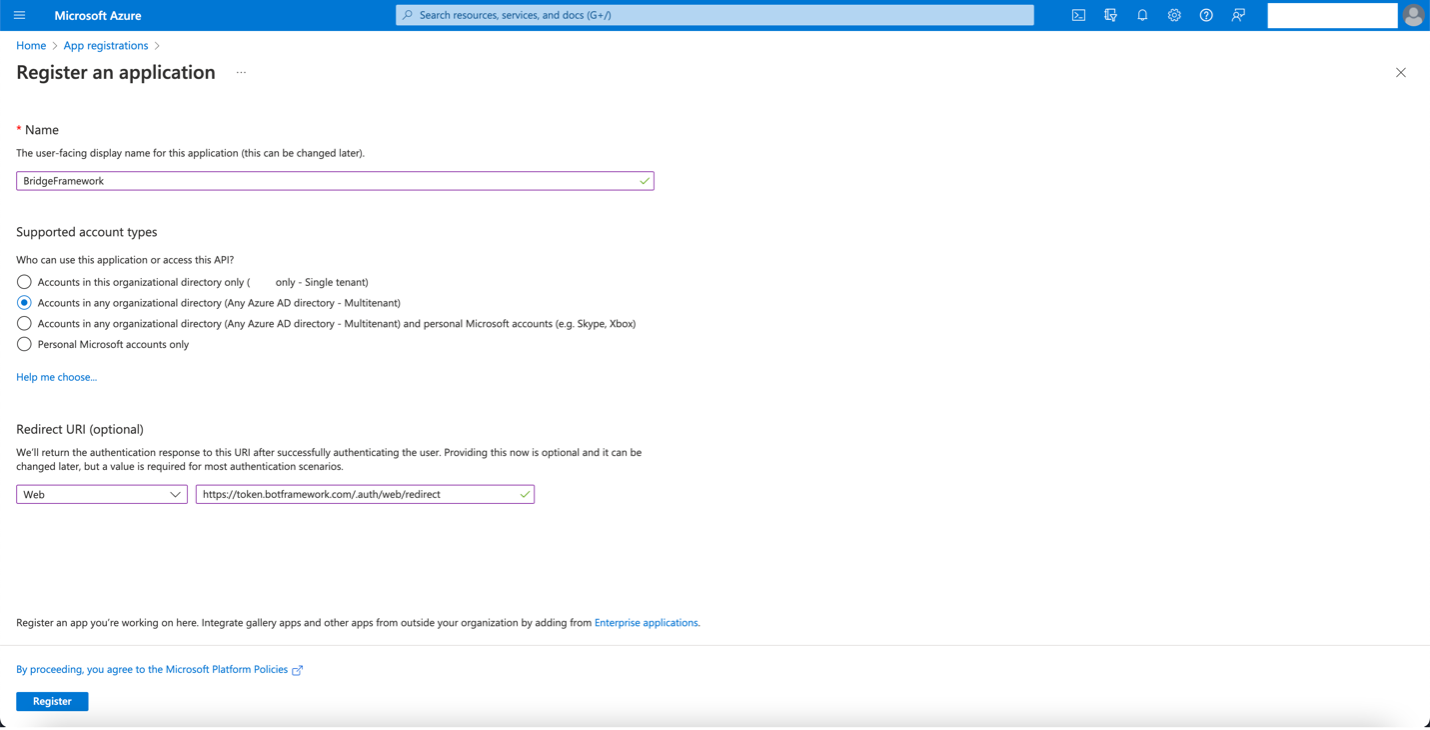 Microsoft Azure
Search resources, services, and docs (G+/)
Home > App registrations >
Register an application ...
* Name
The user-facing display name for this application (this can be changed later).
BridgeFramework
Supported account types
Who can use this application or access this API?
Accounts in this organizational directory only ( only - Single tenant)
Accounts in any organizational directory (Any Azure AD directory - Multitenant)
Accounts in any organizational directory (Any Azure AD directory - Multitenant) and personal Microsoft accounts (e.g. Skype, Xbox)
Personal Microsoft accounts only
Help me choose...
Redirect URI (optional)
We'll return the authentication response to this URI after successfully authenticating the user. Providing this now is optional and it can be
changed later, but a value is required for most authentication scenarios.
Web https://token.botframework.com/.auth/web/redirect
Register an app you're working on here. Integrate gallery apps and other apps from outside your organization by adding from Enterprise applications.
By proceeding, you agree to the Microsoft Platform Policies
Register